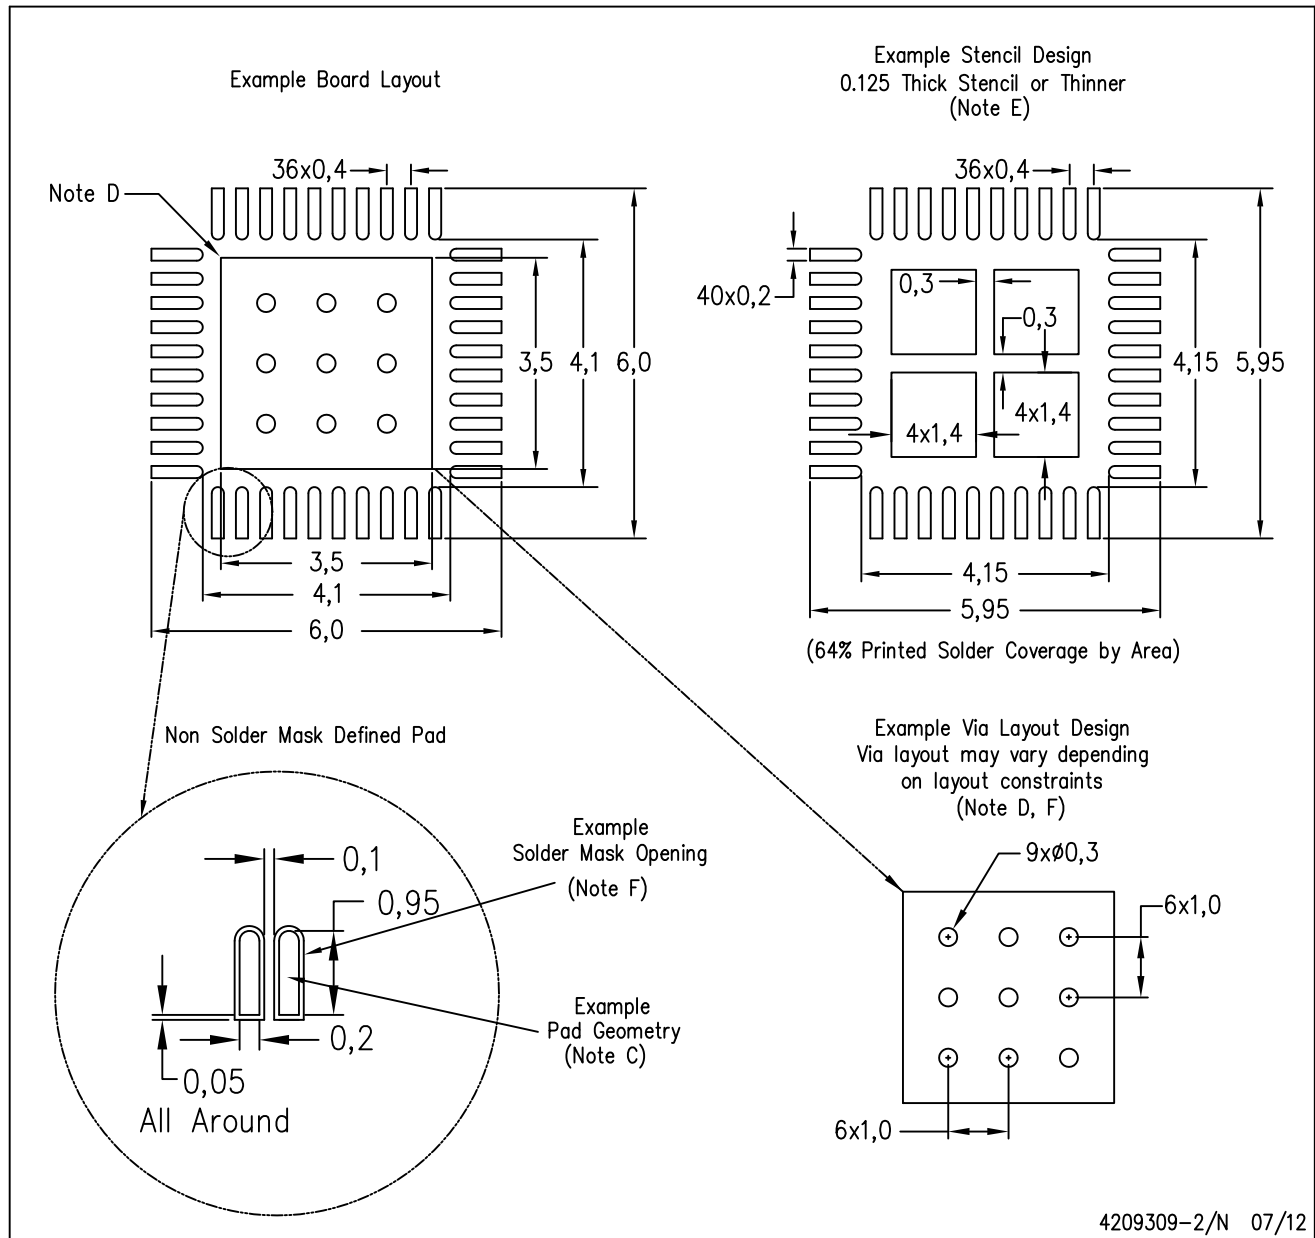 Example Board Layout
36x0,4
Note D
3,5
4,1
6,0
3,5
4,1
6,0
Example Stencil Design
0.125 Thick Stencil or Thinner
(Note E)
36x0,4
40x0,2
0,3
0,3
4x1,4
4x1,4
4,15
5,95
4,15
5,95
(64% Printed Solder Coverage by Area)
Non Solder Mask Defined Pad
0,1
0,95
0,2
0,05
All Around
Example
Solder Mask Opening
(Note F)
Example
Pad Geometry
(Note C)
Example Via Layout Design
Via layout may vary depending
on layout constraints
(Note D, F)
9xø0,3
6x1,0
6x1,0
4209309-2/N 07/12